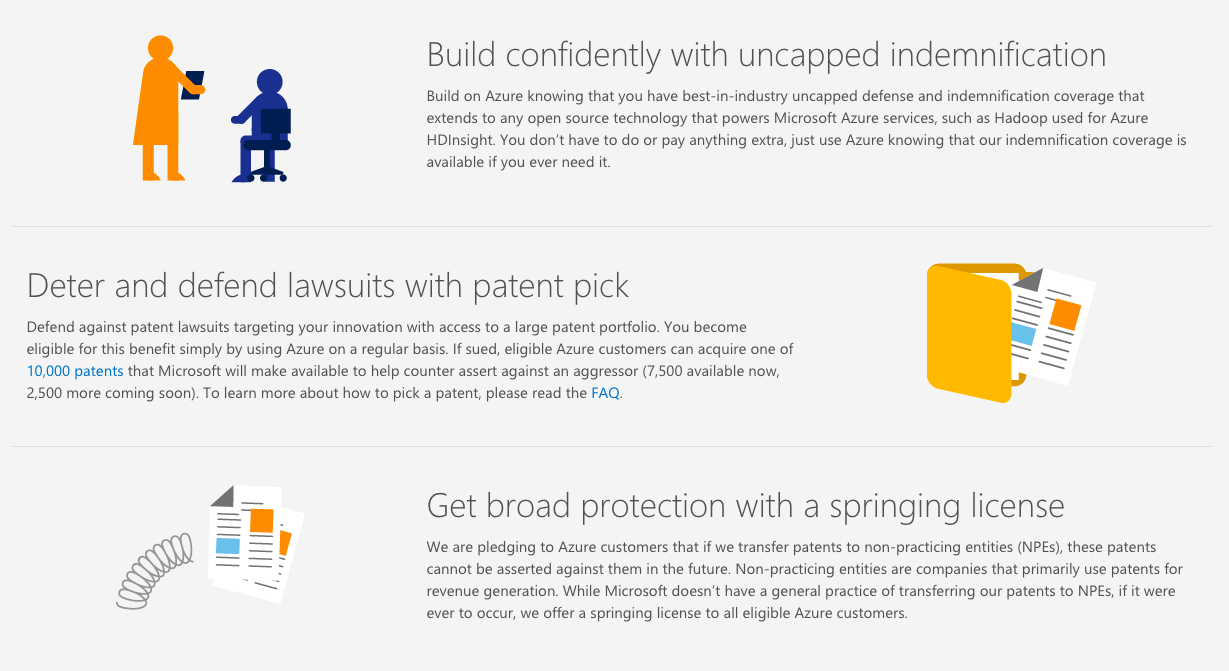 Build confidently with uncapped indemnification
Build on Azure knowing that you have best-in-industry uncapped defense and indemnification coverage that
extends to any open source technology that powers Microsoft Azure services, such as Hadoop used for Azure
HDInsight. You don’t have to do or pay anything extra, just use Azure knowing that our indemnification coverage is
available if you ever need it.
Deter and defend lawsuits with patent pick
Defend against patent lawsuits targeting your innovation with access to a large patent portfolio. You become
eligible for this benefit simply by using Azure on a regular basis. If sued, eligible Azure customers can acquire one of
10,000 patents that Microsoft will make available to help counter assert against an aggressor (7,500 available now,
2,500 more coming soon). To learn more about how to pick a patent, please read the FAQ.
Get broad protection with a springing license
We are pledging to Azure customers that if we transfer patents to non-practicing entities (NPEs), these patents
cannot be asserted against them in the future. Non-practicing entities are companies that primarily use patents for
revenue generation. While Microsoft doesn’t have a general practice of transferring our patents to NPEs, if it were
ever to occur, we offer a springing license to all eligible Azure customers.